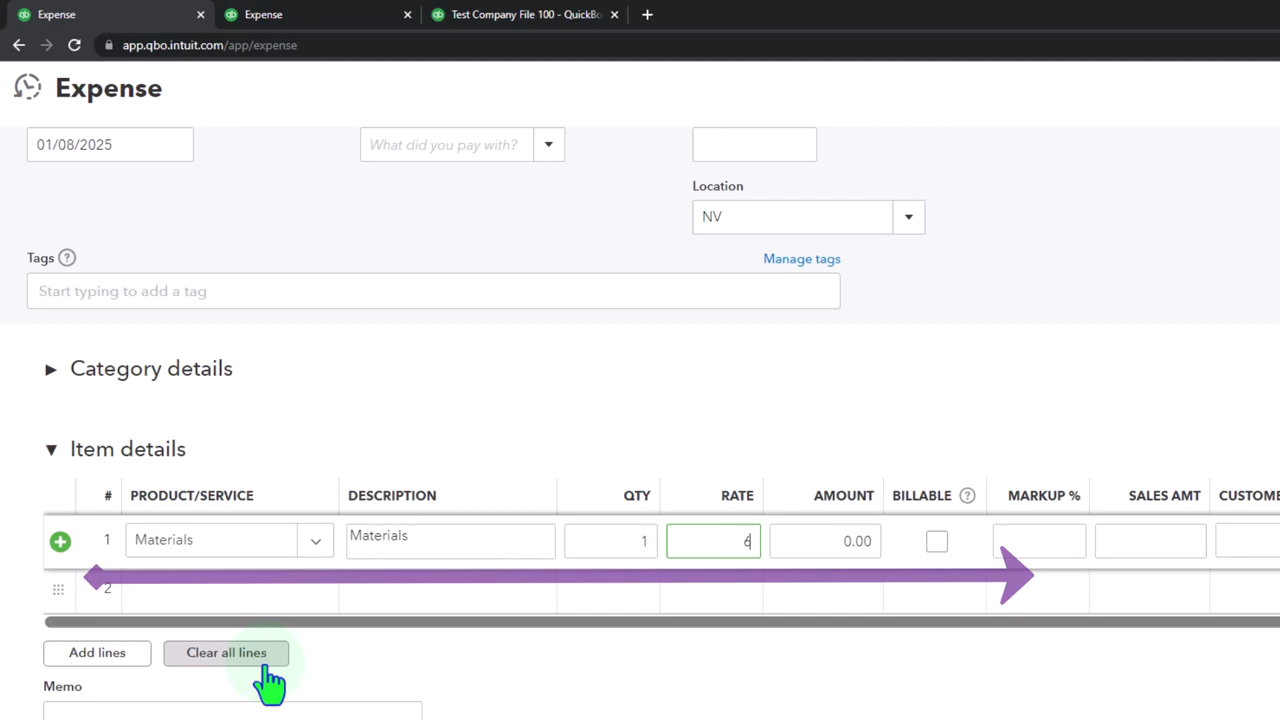 Expense
Expense
Test Company File 100 - QuickBo
app.qbo.intuit.com/app/expense
Expense
01/08/2025
What did you pay with?
Location
NV
Tags ?
Manage tags
Start typing to add a tag
Category details
Item details
# PRODUCT/SERVICE DESCRIPTION QTY RATE AMOUNT BILLABLE ? MARKUP % SALES AMT CUSTOME
1 Materials Materials 1 6 0.00
2
Add lines
Clear all lines
Memo